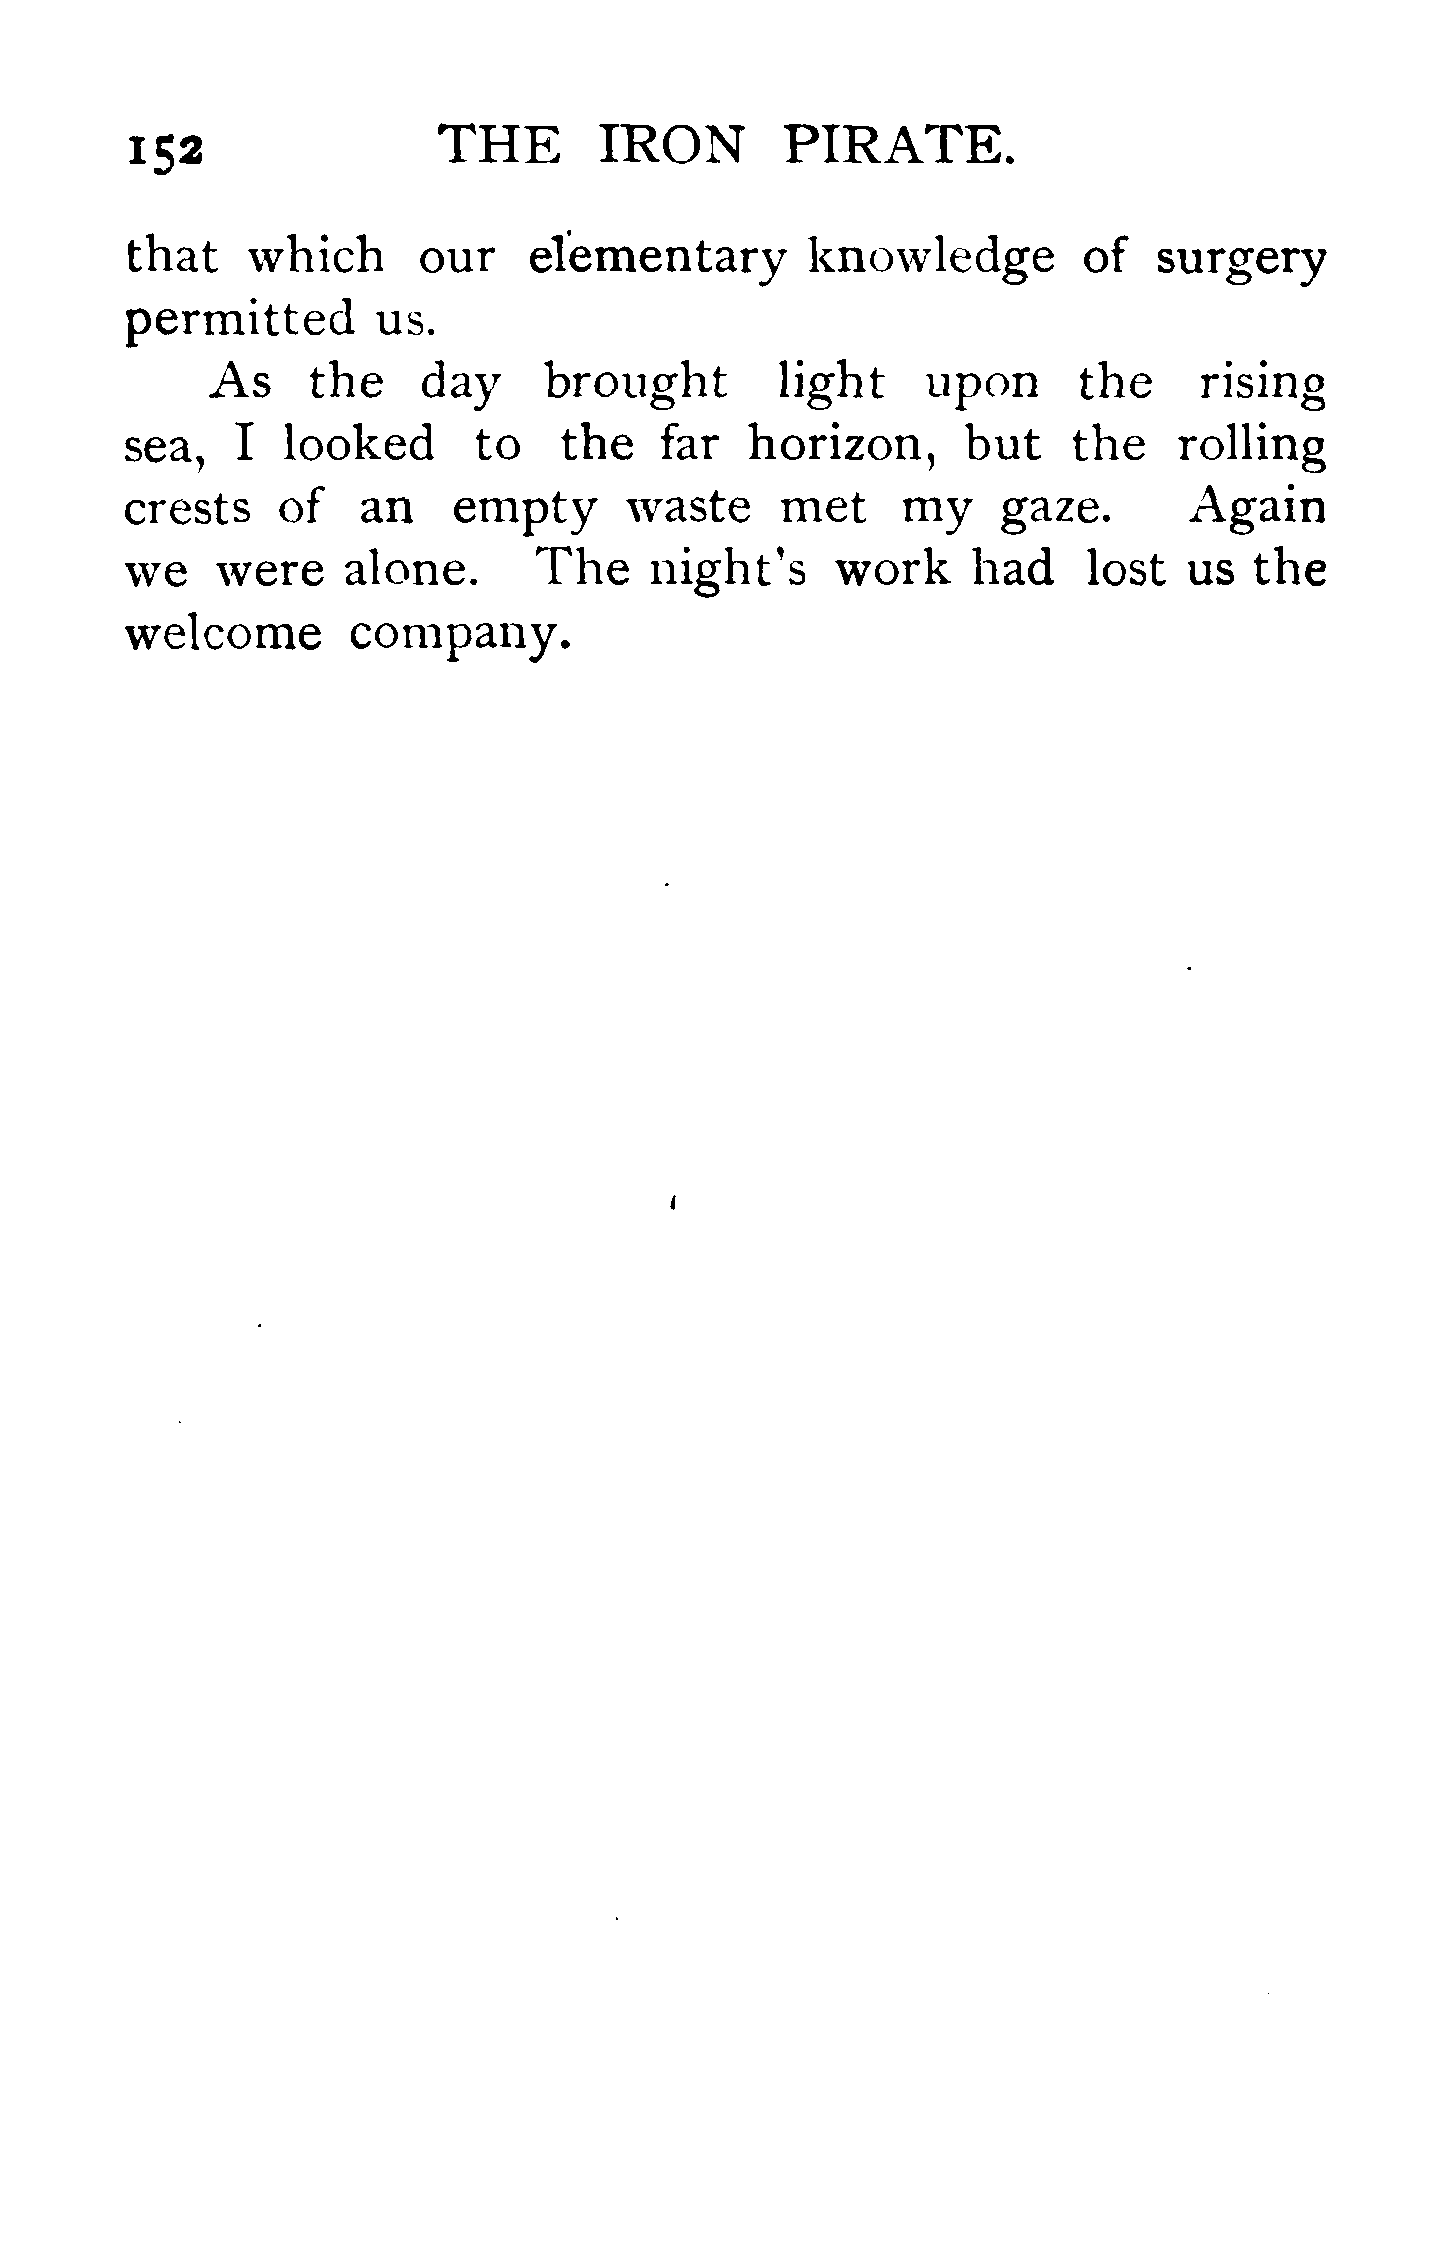 152 THE IRON PIRATE.
that which our elementary knowledge of surgery
permitted us.
As the day brought light upon the rising
sea, I looked to the far horizon, but the rolling
crests of an empty waste met my gaze. Again
we were alone. The night's work had lost us the
welcome company.